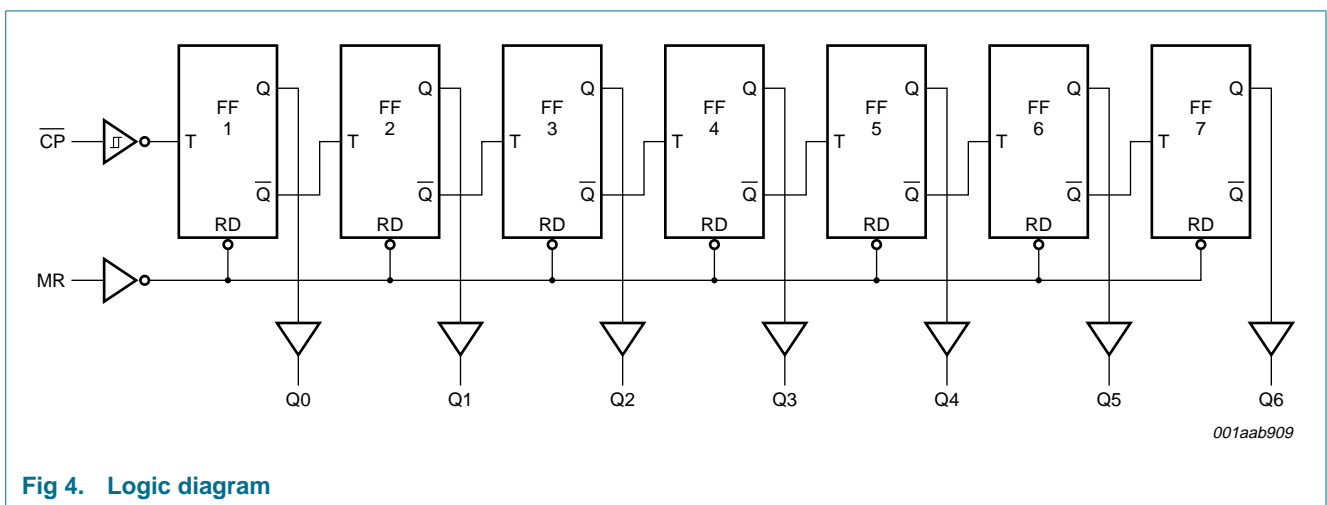 Q Q Q Q Q Q Q
FF FF FF FF FF FF FF
1 2 3 4 5 6 7
C̅P̅ T T T T T T T
Q̅ Q̅ Q̅ Q̅ Q̅ Q̅ Q̅
RD RD RD RD RD RD RD
MR
Q0 Q1 Q2 Q3 Q4 Q5 Q6
001aab909
Fig 4. Logic diagram